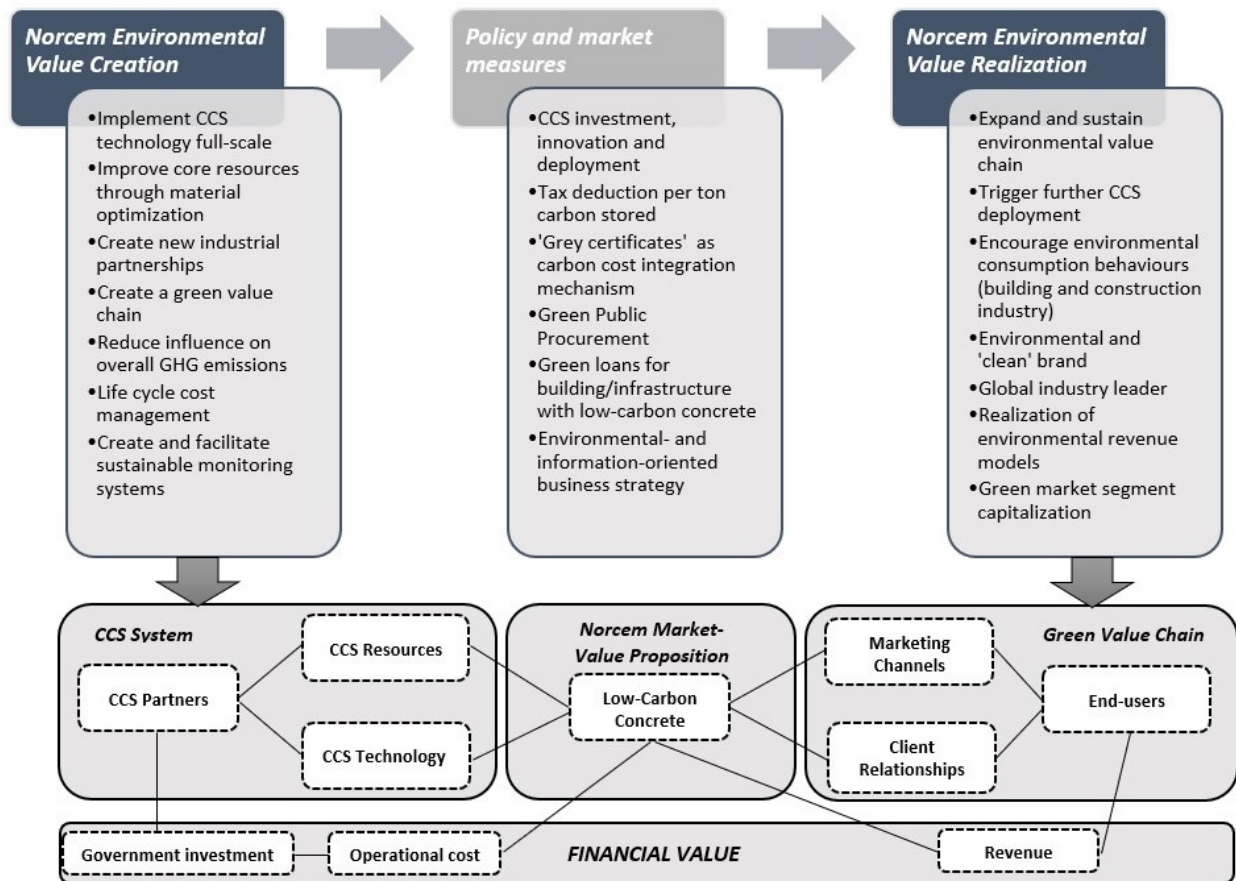 Norcem Environmental
Value Creation
•Implement CCS
technology full-scale
•Improve core resources
through material
optimization
•Create new industrial
partnerships
•Create a green value
chain
•Reduce influence on
overall GHG emissions
•Life cycle cost
management
•Create and facilitate
sustainable monitoring
systems
Policy and market
measures
•CCS investment,
innovation and
deployment
•Tax deduction per ton
carbon stored
•'Grey certificates' as
carbon cost integration
mechanism
•Green Public
Procurement
•Green loans for
building/infrastructure
with low-carbon concrete
•Environmental- and
information-oriented
business strategy
Norcem Environmental
Value Realization
•Expand and sustain
environmental value
chain
•Trigger further CCS
deployment
•Encourage environmental
consumption behaviours
(building and construction
industry)
•Environmental and
'clean' brand
•Global industry leader
•Realization of
environmental revenue
models
•Green market segment
capitalization
CCS System
CCS Partners
CCS Resources
CCS Technology
Norcem Market-
Value Proposition
Low-Carbon
Concrete
Marketing
Channels
Client
Relationships
Green Value Chain
End-users
Government investment
Operational cost
FINANCIAL VALUE
Revenue